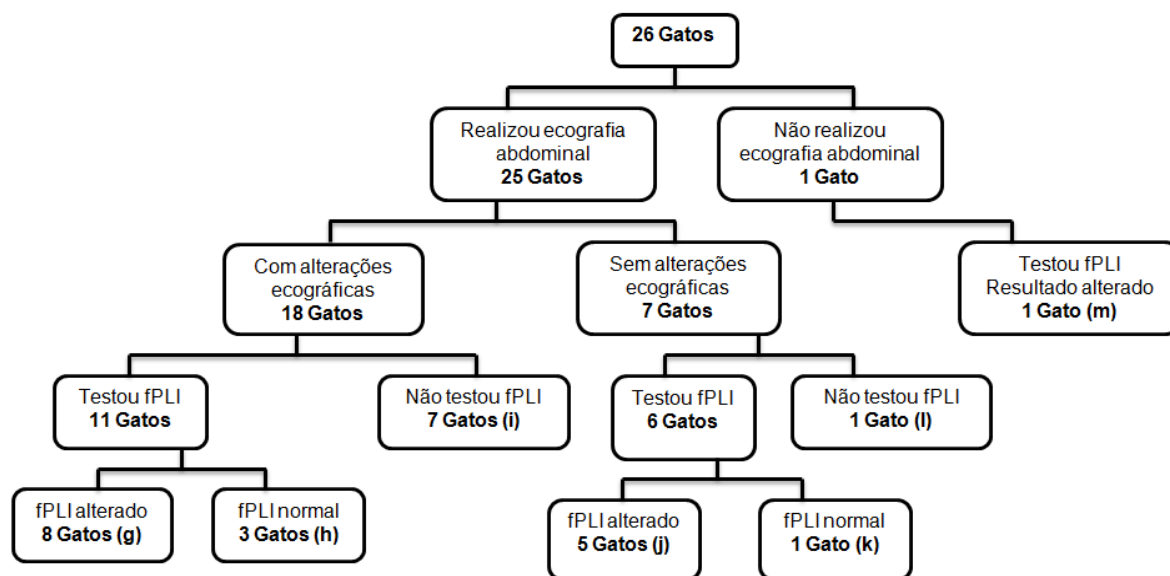 26 Gatos
Realizou ecografia
abdominal
25 Gatos
Não realizou
ecografia abdominal
1 Gato
Com alterações
ecográficas
18 Gatos
Sem alterações
ecográficas
7 Gatos
Testou fPLI
Resultado alterado
1 Gato (m)
Testou fPLI
11 Gatos
Não testou fPLI
7 Gatos (i)
Testou fPLI
6 Gatos
Não testou fPLI
1 Gato (l)
fPLI alterado
8 Gatos (g)
fPLI normal
3 Gatos (h)
fPLI alterado
5 Gatos (j)
fPLI normal
1 Gato (k)